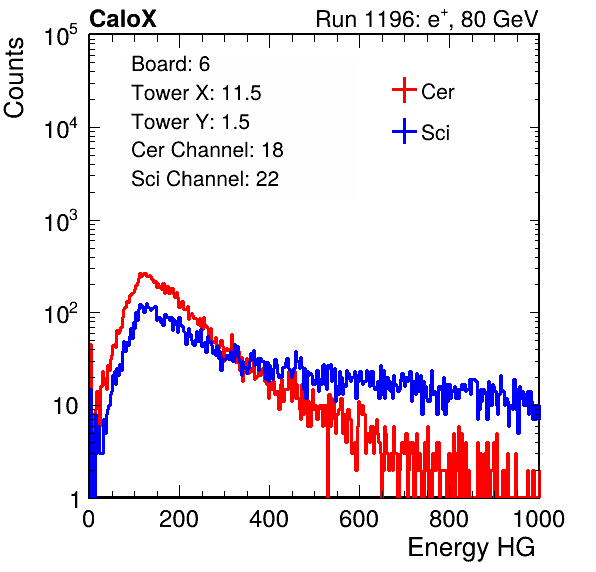 CaloX Run 1196: e⁺, 80 GeV
Counts
10⁵
10⁴
10³
10²
10
1
Board: 6
Tower X: 11.5
Tower Y: 1.5
Cer Channel: 18
Sci Channel: 22
Cer
Sci
0 200 400 600 800 1000
Energy HG